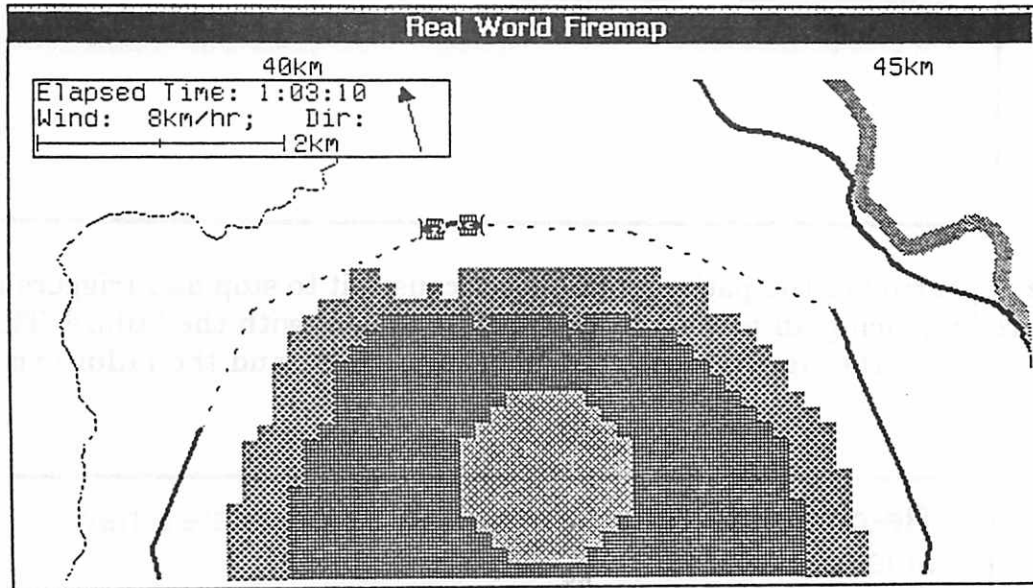 Real World Firemap
40km 45km
Elapsed Time: 1:03:10
Wind: 8km/hr; Dir:
2km